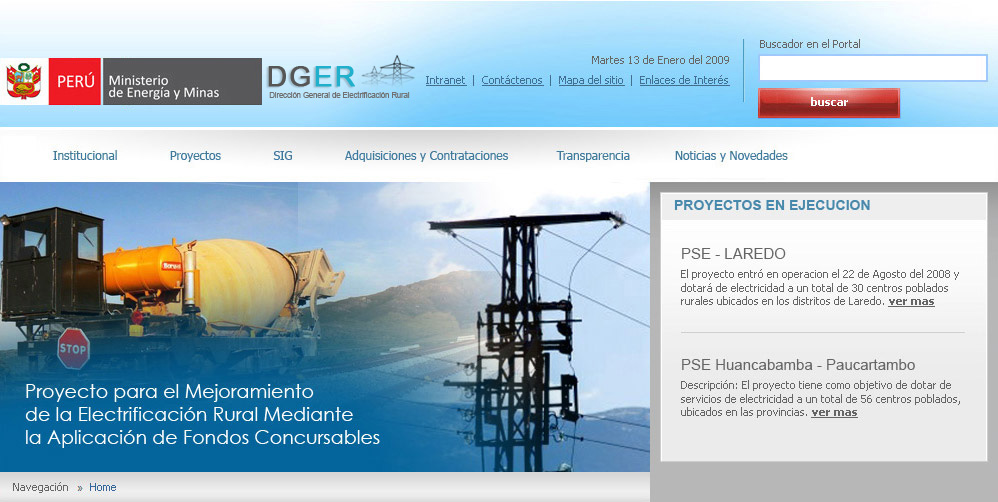 PERÚ
Ministerio
de Energía y Minas
DGER
Dirección General de Electrificación Rural
Martes 13 de Enero del 2009
Intranet | Contáctenos | Mapa del sitio | Enlaces de Interés
Buscador en el Portal
buscar
Institucional Proyectos SIG Adquisiciones y Contrataciones Transparencia Noticias y Novedades
STOP
Proyecto para el Mejoramiento
de la Electrificación Rural Mediante
la Aplicación de Fondos Concursables
PROYECTOS EN EJECUCION
PSE - LAREDO
El proyecto entró en operacion el 22 de Agosto del 2008 y
dotará de electricidad a un total de 30 centros poblados
rurales ubicados en los distritos de Laredo. ver mas
PSE Huancabamba - Paucartambo
Descripción: El proyecto tiene como objetivo de dotar de
servicios de electricidad a un total de 56 centros poblados,
ubicados en las provincias. ver mas
Navegación » Home